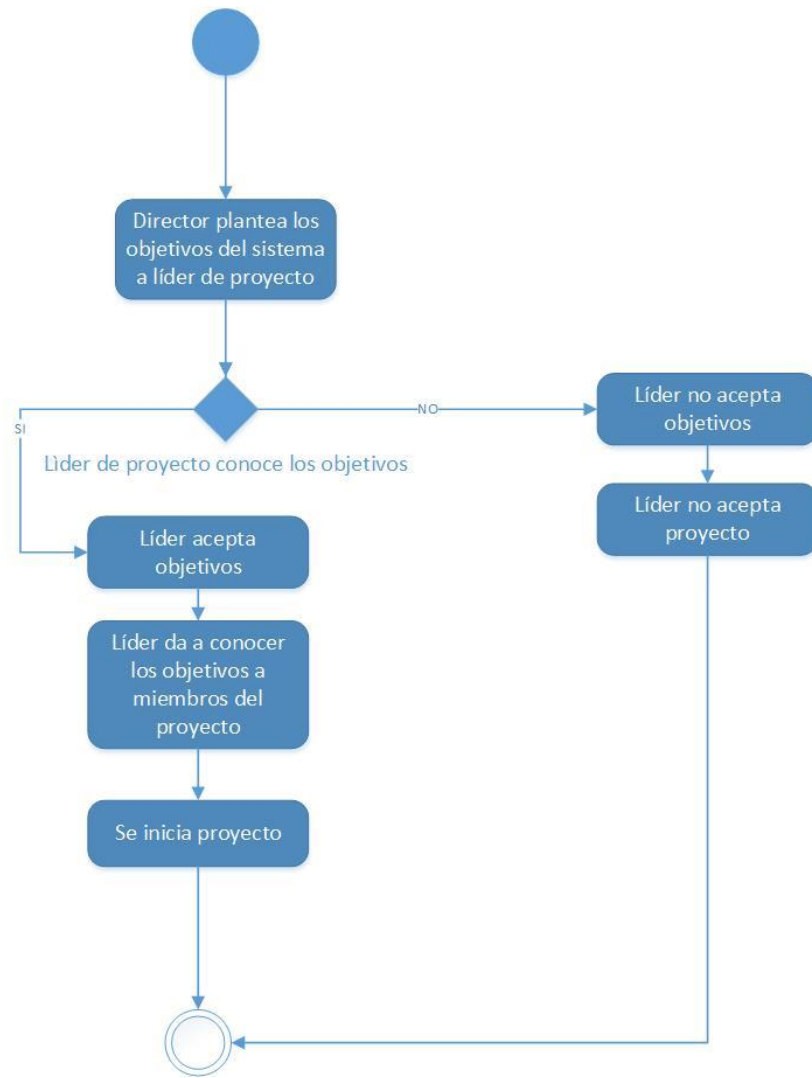 Director plantea los
objetivos del sistema
a líder de proyecto
SI
NO
Lìder de proyecto conoce los objetivos
Líder no acepta
objetivos
Líder no acepta
proyecto
Líder acepta
objetivos
Líder da a conocer
los objetivos a
miembros del
proyecto
Se inicia proyecto